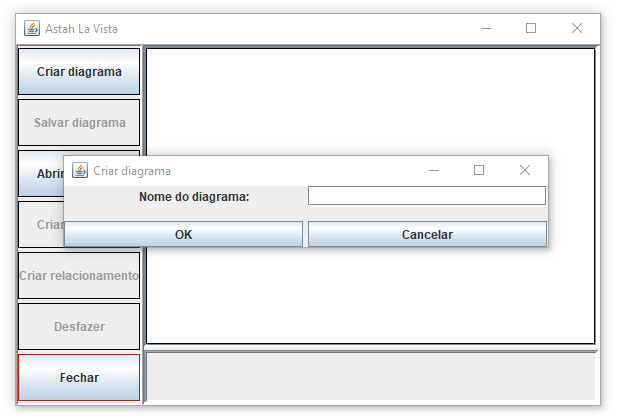 Astah La Vista
Criar diagrama
Salvar diagrama
Abrir
Criar diagrama
Nome do diagrama:
OK
Cancelar
Criar
Criar relacionamento
Desfazer
Fechar